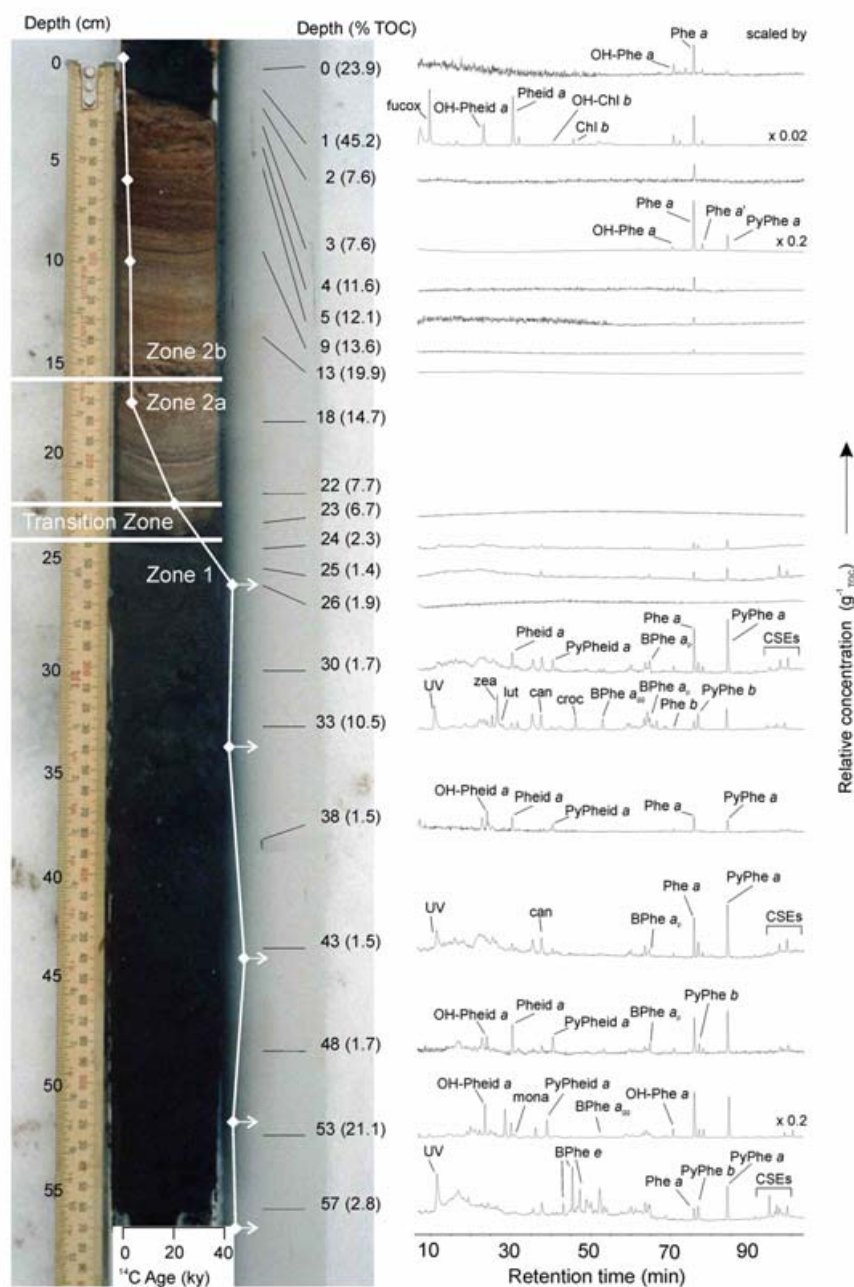 Depth (cm)
Depth (% TOC)
scaled by
0
5
10
15
20
25
30
35
40
45
50
55
Zone 2b
Zone 2a
Transition Zone
Zone 1
0 20 40
14C Age (ky)
0 (23.9)
1 (45.2)
2 (7.6)
3 (7.6)
4 (11.6)
5 (12.1)
9 (13.6)
13 (19.9)
18 (14.7)
22 (7.7)
23 (6.7)
24 (2.3)
25 (1.4)
26 (1.9)
30 (1.7)
33 (10.5)
38 (1.5)
43 (1.5)
48 (1.7)
53 (21.1)
57 (2.8)
OH-Phe a Phe a
fucox OH-Pheid a Pheid a OH-Chl b Chl b x 0.02
OH-Phe a Phe a Phe a' PyPhe a x 0.2
Pheid a PyPheid a BPhe ap Phe a PyPhe a CSEs
UV zea lut can croc BPhe agg BPhe ap Phe b PyPhe b
OH-Pheid a Pheid a PyPheid a Phe a PyPhe a
UV can BPhe ap Phe a PyPhe a CSEs
OH-Pheid a Pheid a PyPheid a BPhe ap PyPhe b
OH-Pheid a mona PyPheid a BPhe agg OH-Phe a x 0.2
UV BPhe e Phe a PyPhe b PyPhe a CSEs
10 30 50 70 90
Retention time (min)
Relative concentration (g-1 TOC)